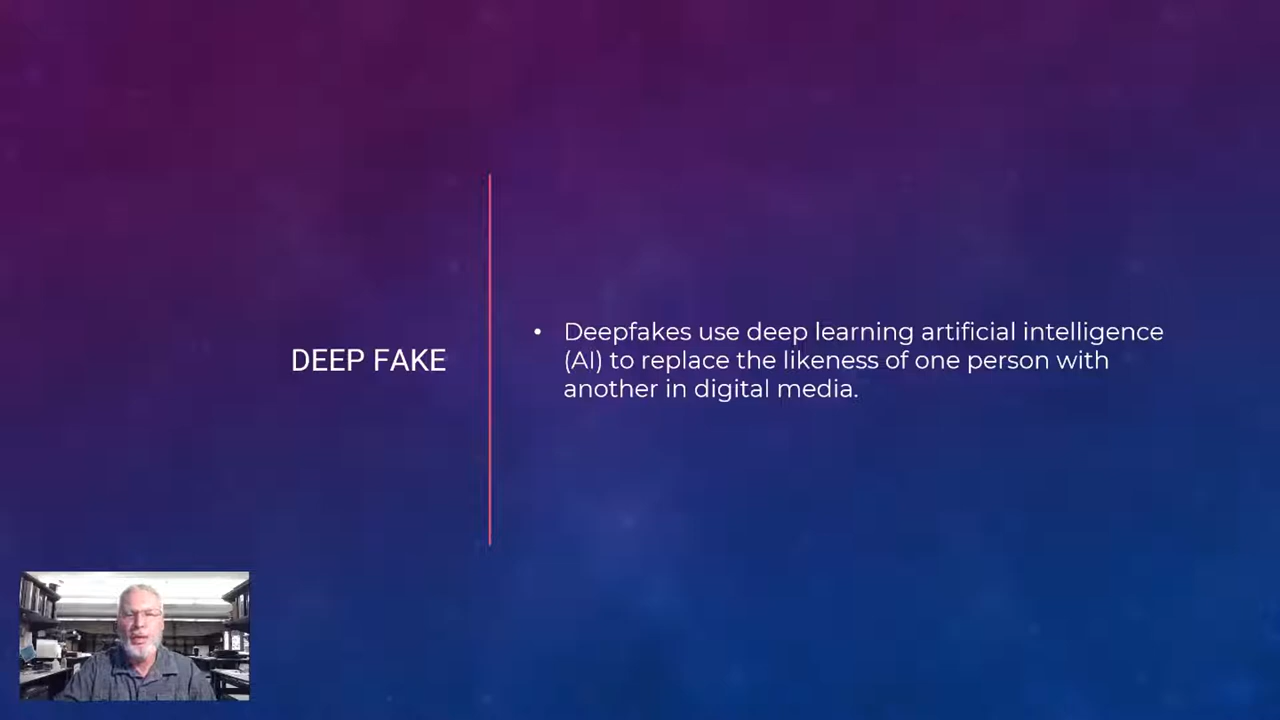 DEEP FAKE
• Deepfakes use deep learning artificial intelligence
(AI) to replace the likeness of one person with
another in digital media.